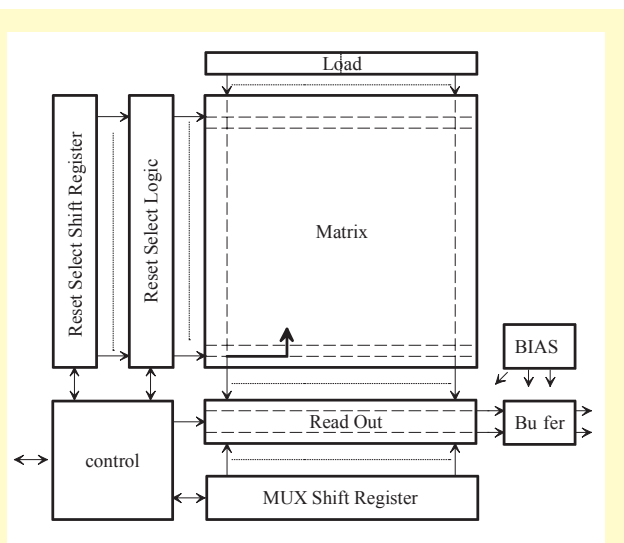 Load
Reset Select Shift Register
Reset Select Logic
Matrix
BIAS
Read Out
Bu fer
control
MUX Shift Register